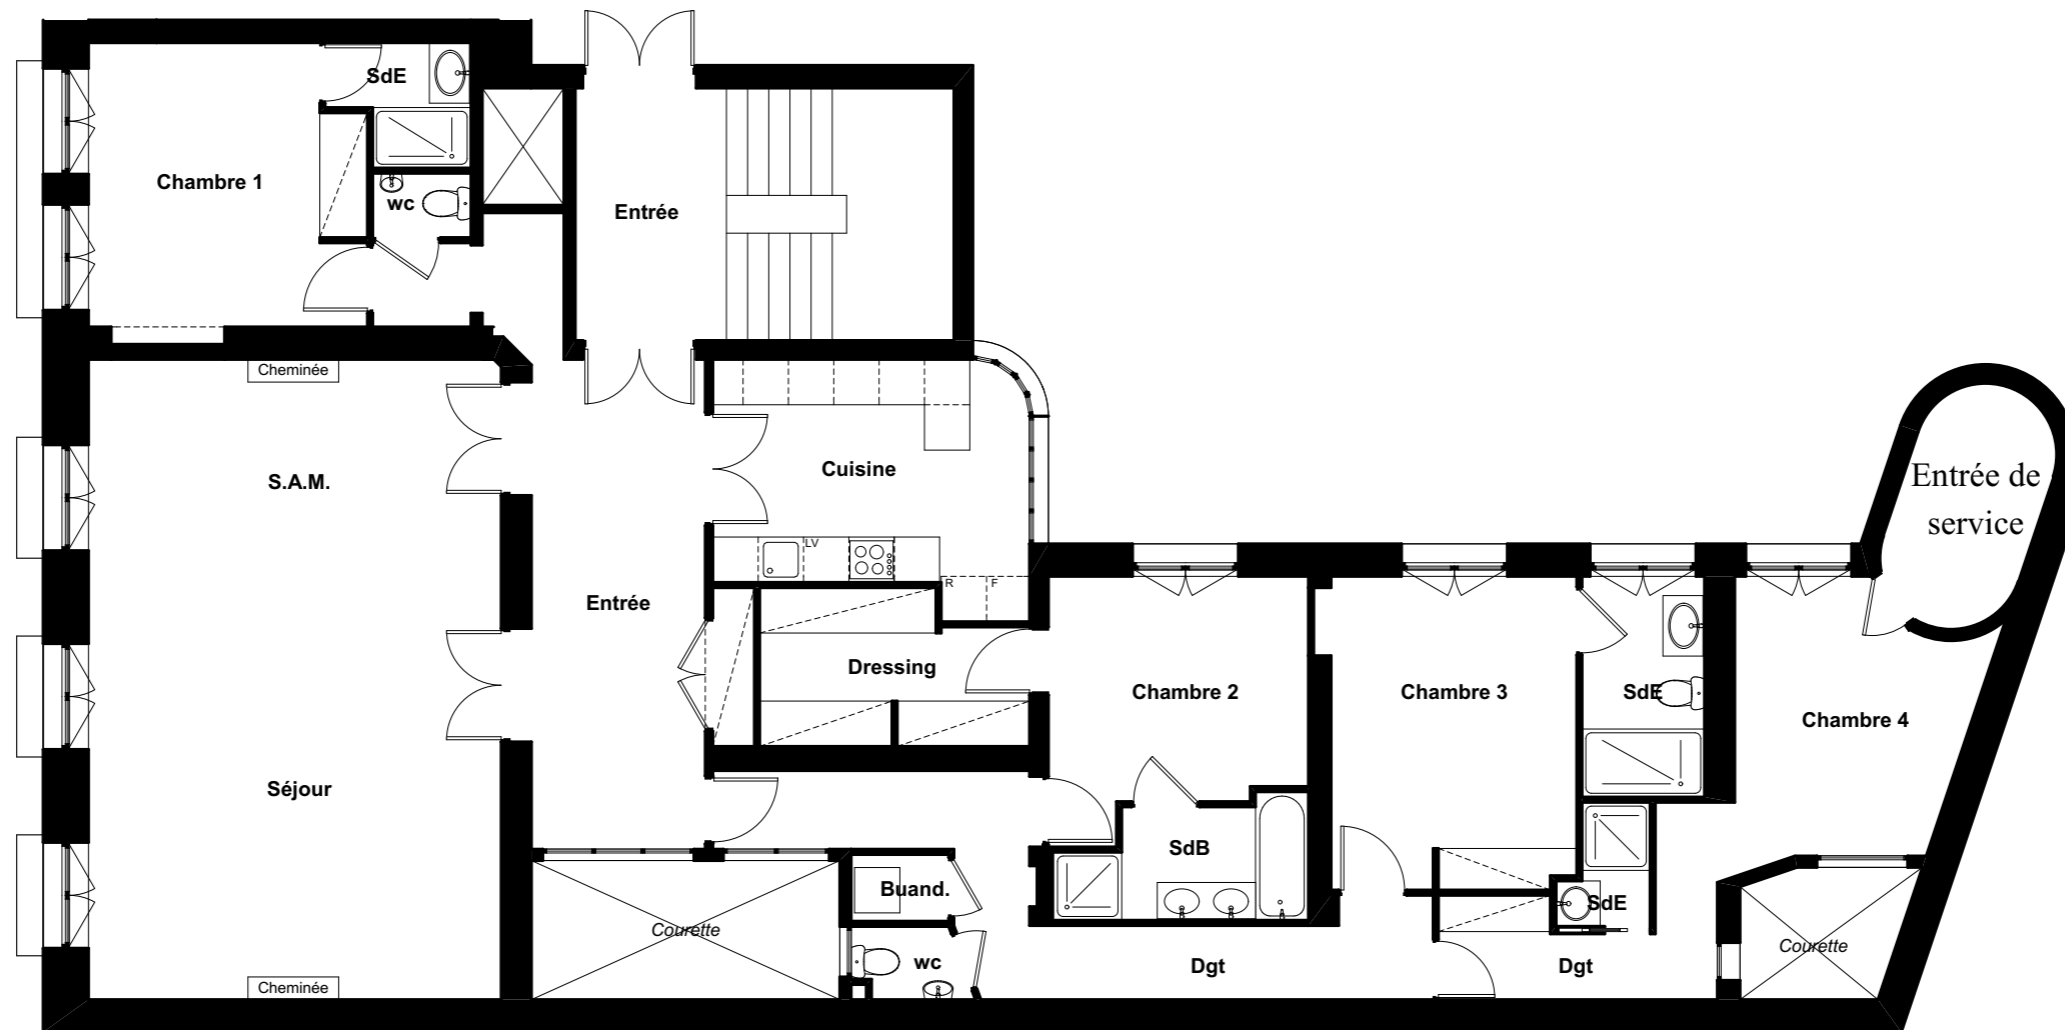 SdE
Chambre 1
wc
Entrée
Cheminée
S.A.M.
Cuisine
LV
R
F
Entrée de
service
Entrée
Dressing
Chambre 2
Chambre 3
SdE
Chambre 4
Séjour
SdB
Buand.
SdE
Courette
Courette
wc
Dgt
Dgt
Cheminée